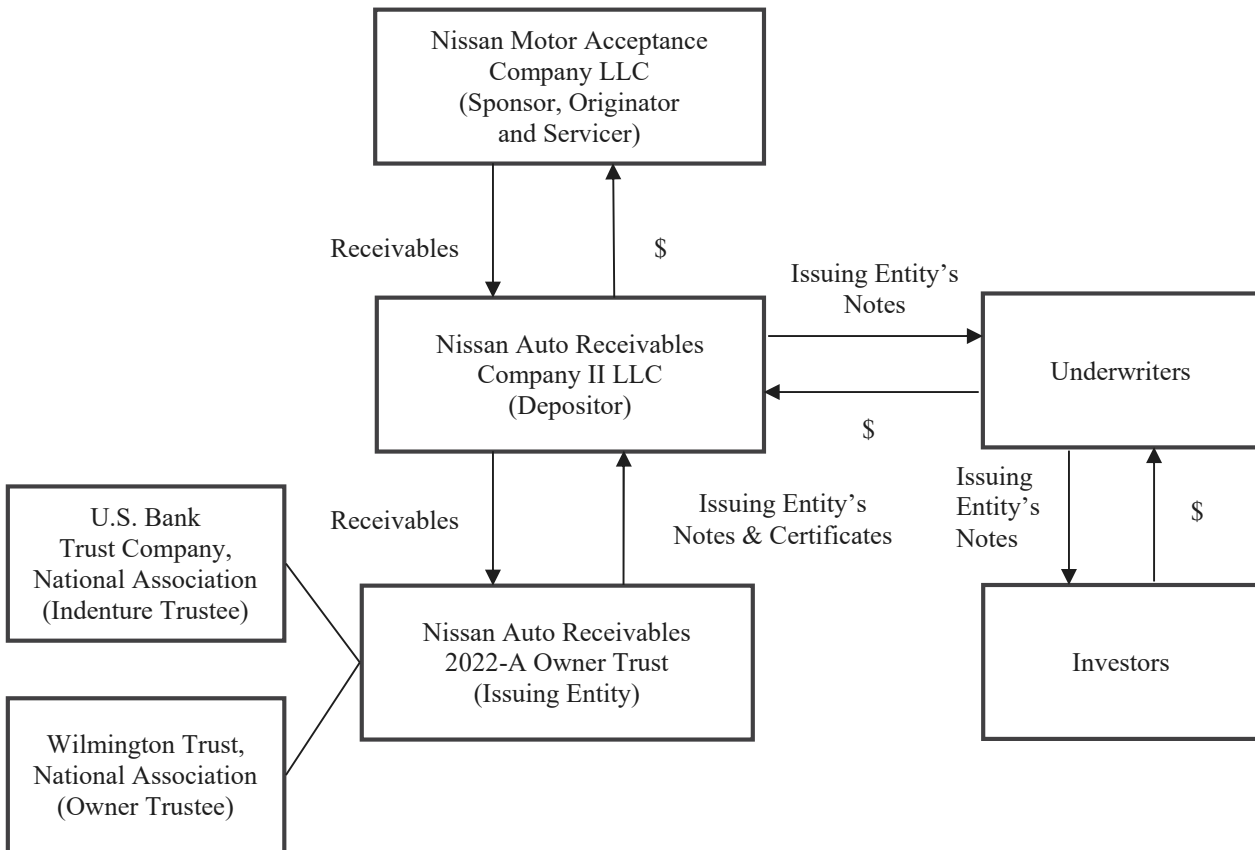 Nissan Motor Acceptance
Company LLC
(Sponsor, Originator
and Servicer)
Receivables
$
Issuing Entity’s
Notes
Nissan Auto Receivables
Company II LLC
(Depositor)
Underwriters
$
U.S. Bank
Trust Company,
National Association
(Indenture Trustee)
Receivables
Issuing Entity’s
Notes & Certificates
Issuing
Entity’s
Notes
$
Nissan Auto Receivables
2022-A Owner Trust
(Issuing Entity)
Investors
Wilmington Trust,
National Association
(Owner Trustee)